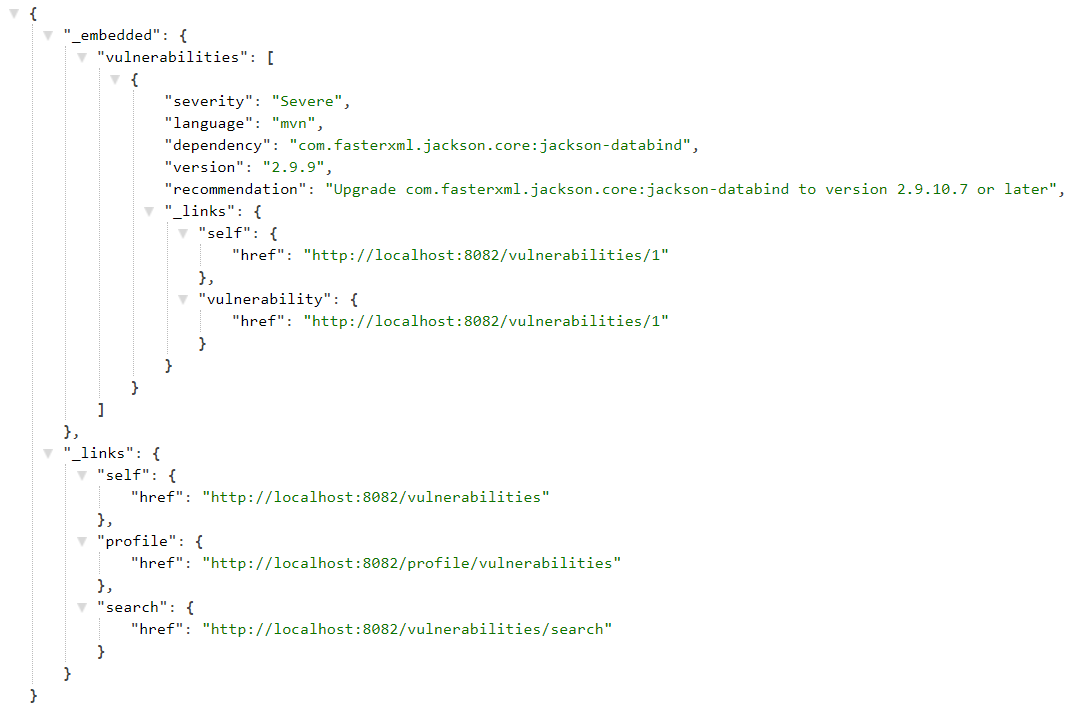 {
"_embedded": {
"vulnerabilities": [
{
"severity": "Severe",
"language": "mvn",
"dependency": "com.fasterxml.jackson.core:jackson-databind",
"version": "2.9.9",
"recommendation": "Upgrade com.fasterxml.jackson.core:jackson-databind to version 2.9.10.7 or later",
"_links": {
"self": {
"href": "http://localhost:8082/vulnerabilities/1"
},
"vulnerability": {
"href": "http://localhost:8082/vulnerabilities/1"
}
}
}
]
},
"_links": {
"self": {
"href": "http://localhost:8082/vulnerabilities"
},
"profile": {
"href": "http://localhost:8082/profile/vulnerabilities"
},
"search": {
"href": "http://localhost:8082/vulnerabilities/search"
}
}
}